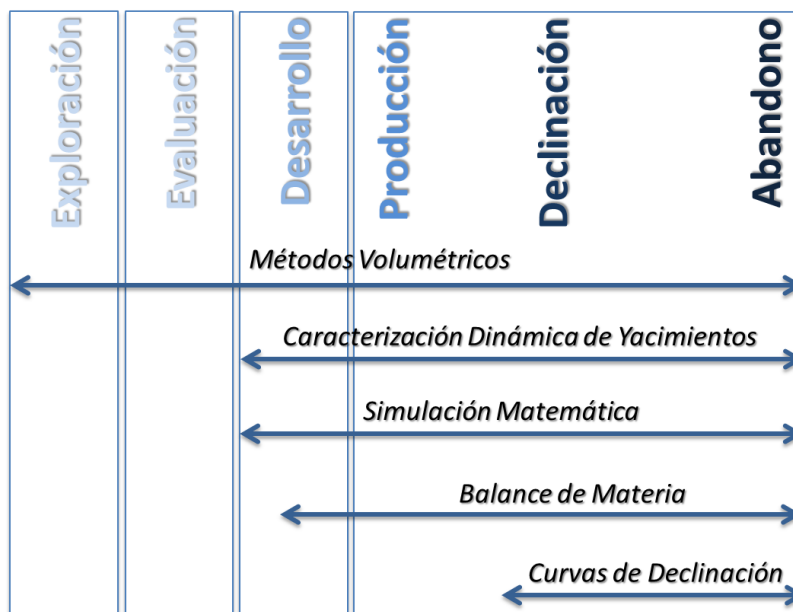 Exploración
Evaluación
Desarrollo
Producción
Declinación
Abandono
Métodos Volumétricos
Caracterización Dinámica de Yacimientos
Simulación Matemática
Balance de Materia
Curvas de Declinación